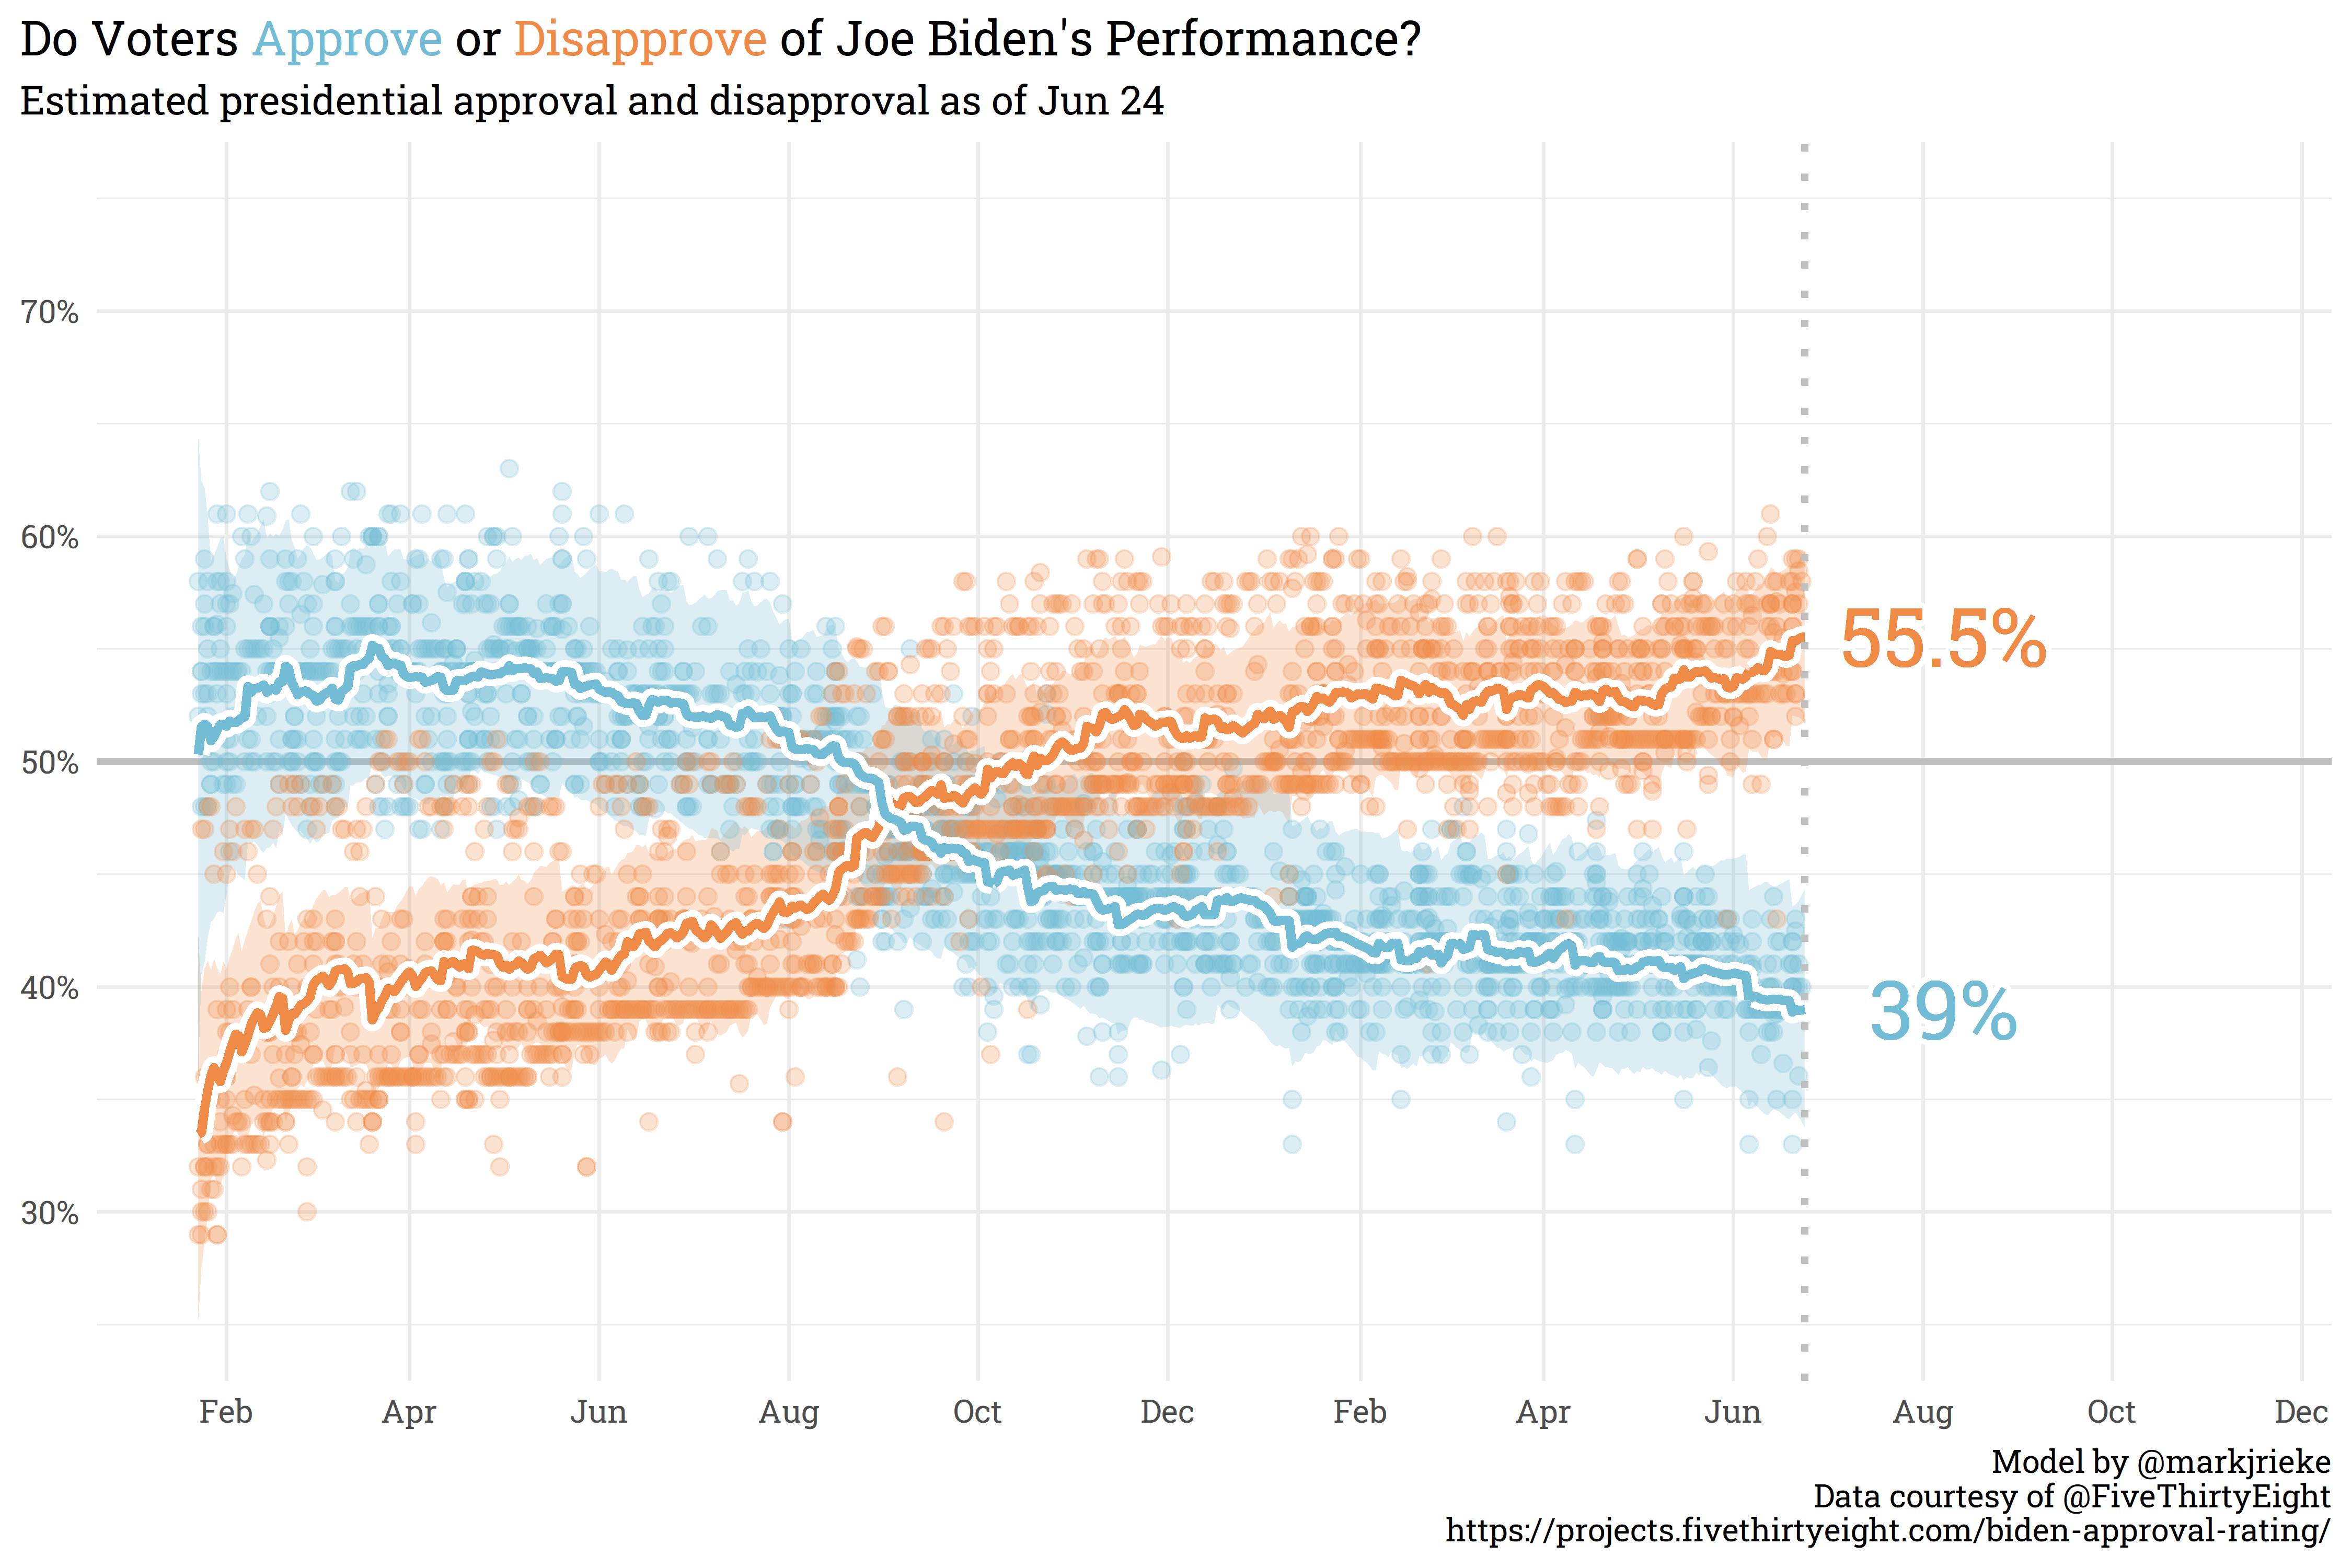 Do Voters Approve or Disapprove of Joe Biden's Performance?
Estimated presidential approval and disapproval as of Jun 24
70%
60%
55.5%
50%
40%
39%
30%
Feb Apr Jun Aug Oct Dec Feb Apr Jun Aug Oct Dec
Model by @markjrieke
Data courtesy of @FiveThirtyEight
https://projects.fivethirtyeight.com/biden-approval-rating/